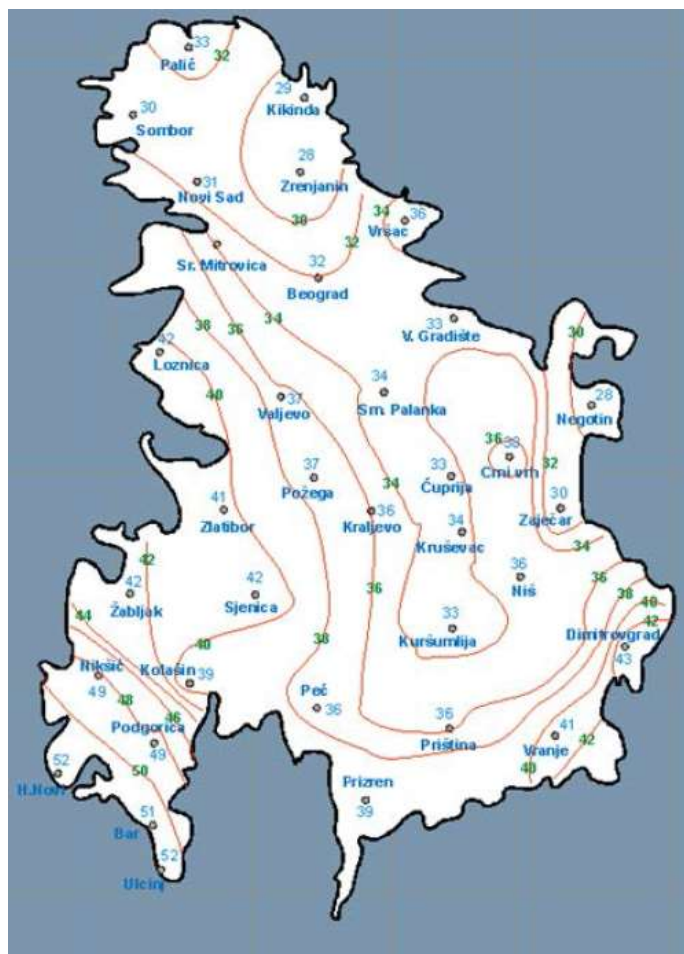 33
Palić
32
29
Kikinda
30
Sombor
28
Zrenjanin
31
Novi Sad
30
34
36
Vršac
32
Sr. Mitrovica
32
Beograd
38
36
34
33
V. Gradište
30
42
Loznica
40
37
Valjevo
34
Sm. Palanka
28
Negotin
36
38
Crni vrh
32
37
Požega
34
33
Ćuprija
41
Zlatibor
36
Kraljevo
34
Kruševac
30
Zaječar
34
42
42
Žabljak
42
Sjenica
36
36
Niš
36
38
40
42
44
33
Kuršumlija
38
Dimitrovgrad
43
40
Nikšić
49
Kolašin
39
48
46
Peć
36
36
Priština
41
Vranje
42
40
Podgorica
49
50
52
H.Novi
Prizren
39
51
Bar
52
Ulcinj